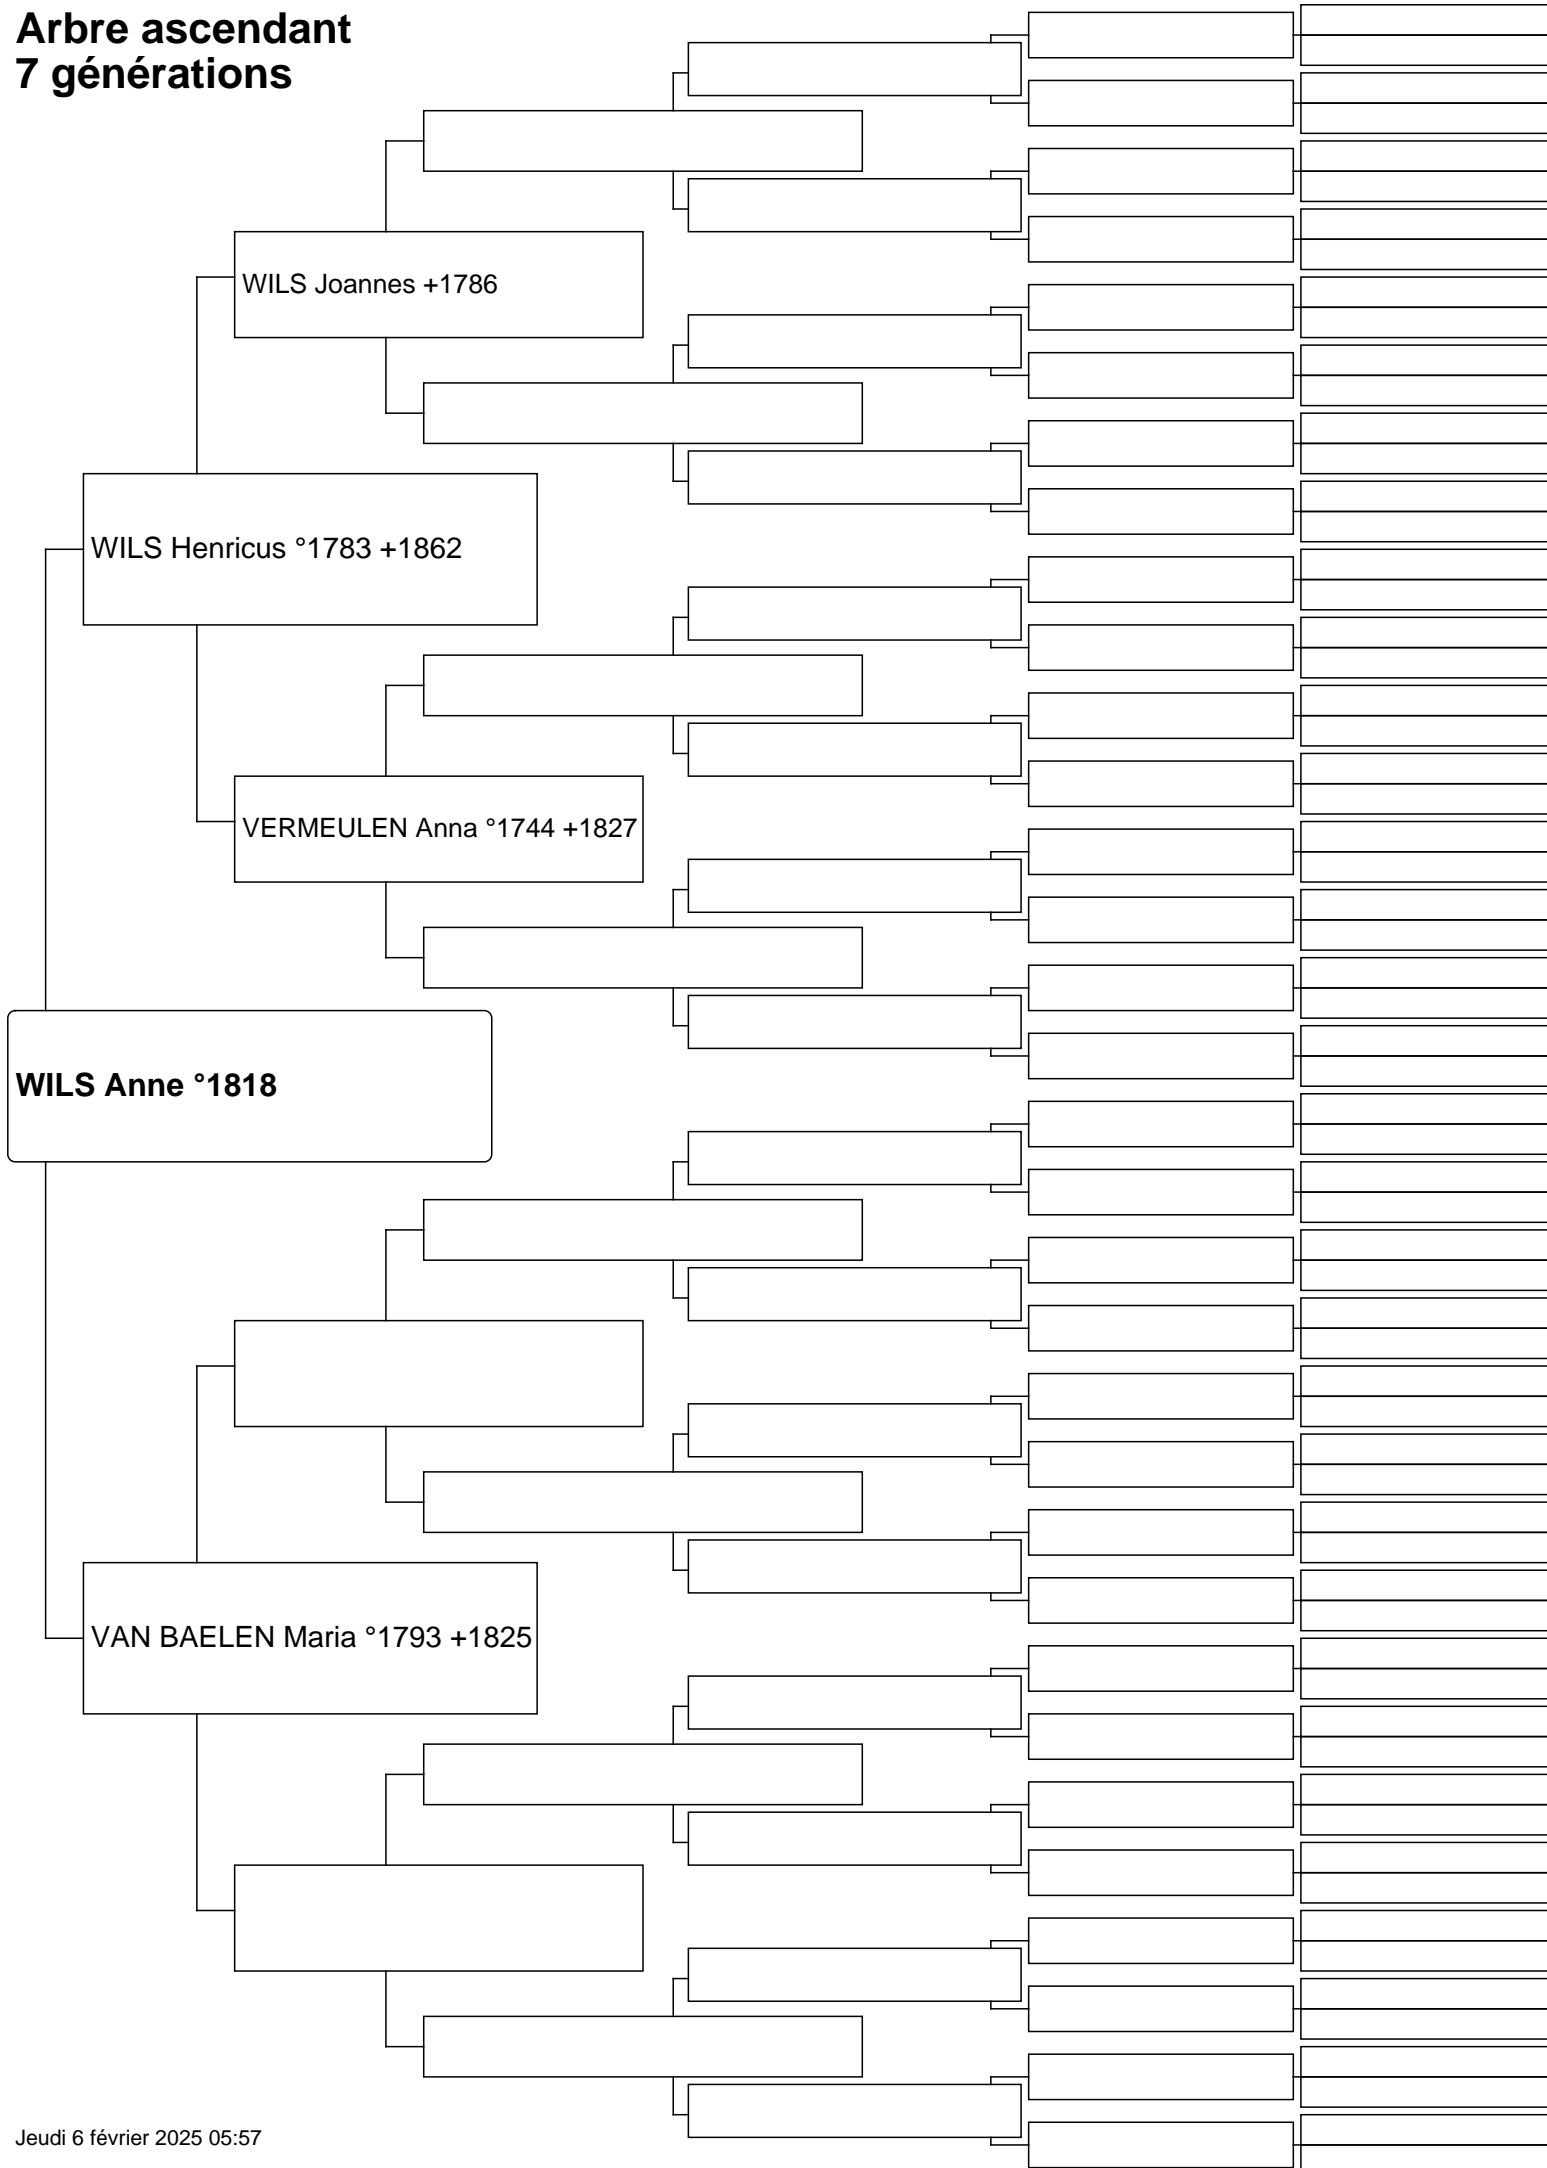 Arbre ascendant
7 générations
WILS Joannes +1786
WILS Henricus °1783 +1862
VERMEULEN Anna °1744 +1827
WILS Anne °1818
VAN BAELEN Maria °1793 +1825
Jeudi 6 février 2025 05:57